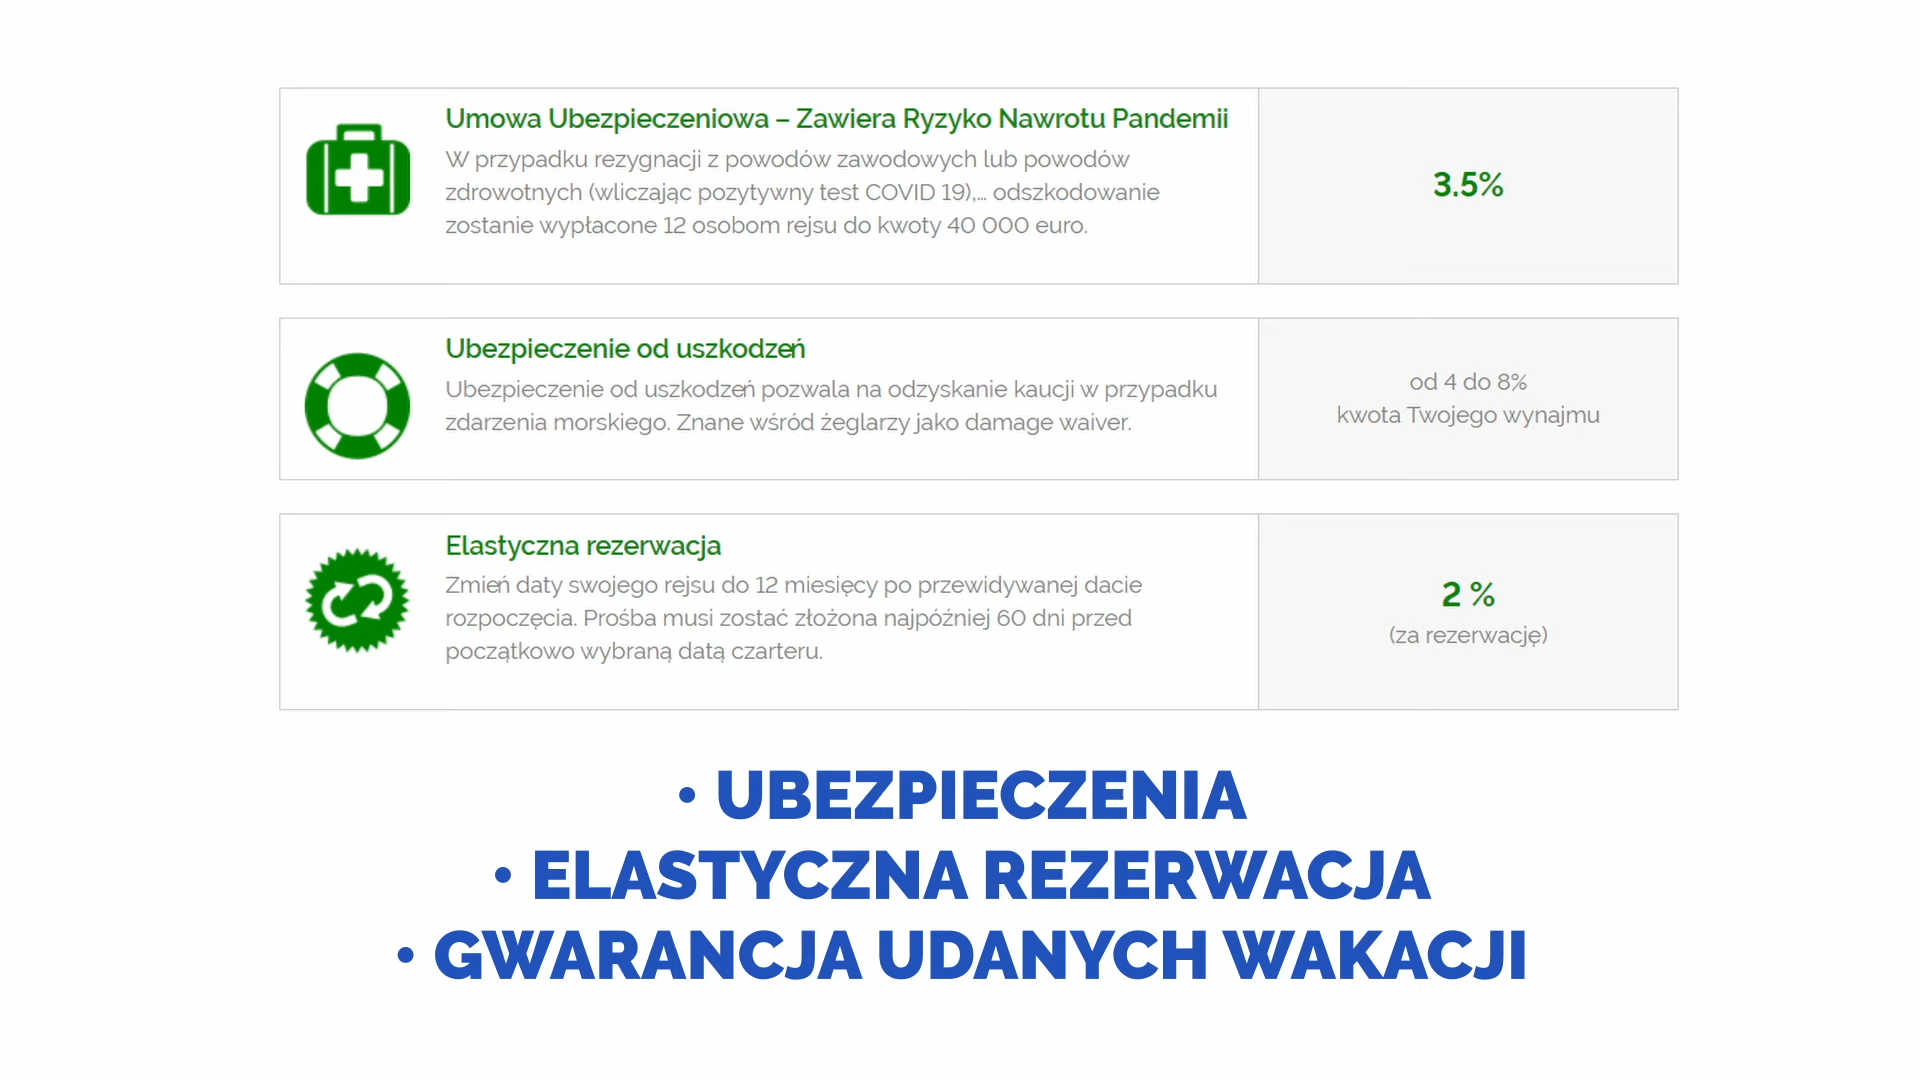 Umowa Ubezpieczeniowa – Zawiera Ryzyko Nawrotu Pandemii
W przypadku rezygnacji z powodów zawodowych lub powodów
zdrowotnych (wliczając pozytywny test COVID 19),... odszkodowanie
zostanie wypłacone 12 osobom rejsu do kwoty 40 000 euro.
3.5%
Ubezpieczenie od uszkodzeń
Ubezpieczenie od uszkodzeń pozwala na odzyskanie kaucji w przypadku
zdarzenia morskiego. Znane wśród żeglarzy jako damage waiver.
od 4 do 8%
kwota Twojego wynajmu
Elastyczna rezerwacja
Zmień daty swojego rejsu do 12 miesięcy po przewidywanej dacie
rozpoczęcia. Prośba musi zostać złożona najpóźniej 60 dni przed
początkowo wybraną datą czarteru.
2 %
(za rezerwację)
• UBEZPIECZENIA
• ELASTYCZNA REZERWACJA
• GWARANCJA UDANYCH WAKACJI